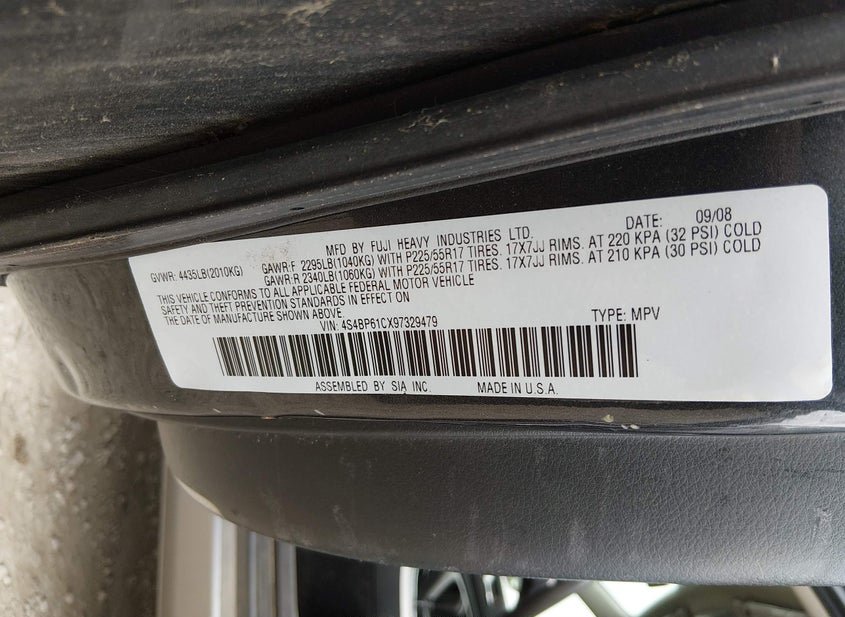 MFD BY FUJI HEAVY INDUSTRIES LTD. DATE: 09/08
GVWR: 4435LB(2010KG) GAWR:F 2295LB(1040KG) WITH P225/55R17 TIRES. 17X7JJ RIMS. AT 220 KPA (32 PSI) COLD
GAWR:R 2340LB(1060KG) WITH P225/55R17 TIRES. 17X7JJ RIMS. AT 210 KPA (30 PSI) COLD
THIS VEHICLE CONFORMS TO ALL APPLICABLE FEDERAL MOTOR VEHICLE
SAFETY AND THEFT PREVENTION STANDARDS IN EFFECT ON
THE DATE OF MANUFACTURE SHOWN ABOVE
VIN: 4S4BP61CX97329479 TYPE: MPV
ASSEMBLED BY SIA INC. MADE IN U.S.A.